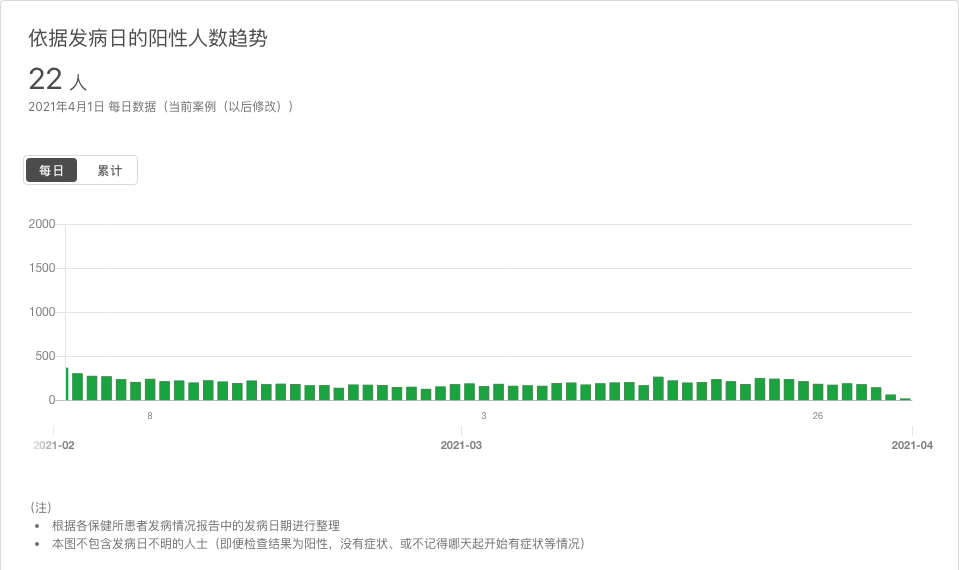 依据发病日的阳性人数趋势
22 人
2021年4月1日 每日数据（当前案例（以后修改））
每日 累计
2000
1500
1000
500
0
8 3 26
2021-02 2021-03 2021-04
（注）
• 根据各保健所患者发病情况报告中的发病日期进行整理
• 本图不包含发病日不明的人士（即便检查结果为阳性，没有症状、或不记得哪天起开始有症状等情况）